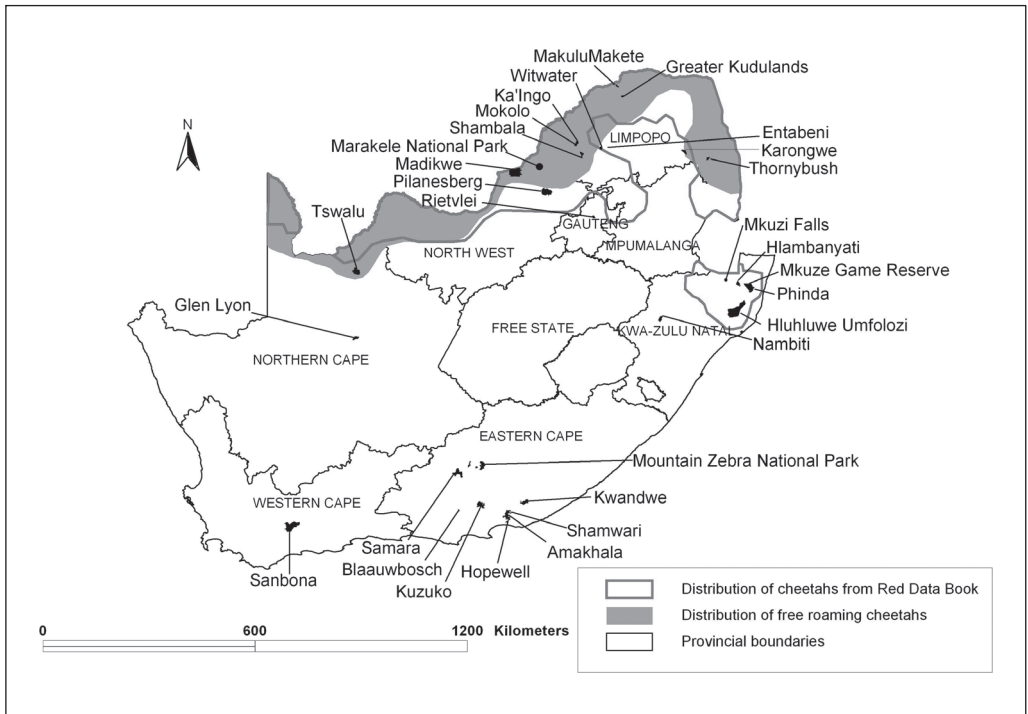 MakuluMakete
Greater Kudulands
Witwater
Ka'Ingo
Mokolo
Shambala
LIMPOPO
Entabeni
Karongwe
Thornybush
Marakele National Park
Madikwe
Pilanesberg
Rietvlei
N
Tswalu
GAUTENG
MPUMALANGA
NORTH WEST
Mkuzi Falls
Hlambanyati
Mkuze Game Reserve
Phinda
Glen Lyon
Hluhluwe Umfolozi
FREE STATE
KWA-ZULU NATAL
Nambiti
NORTHERN CAPE
EASTERN CAPE
Mountain Zebra National Park
WESTERN CAPE
Kwandwe
Shamwari
Amakhala
Samara
Blaauwbosch
Hopewell
Kuzuko
Sanbona
Distribution of cheetahs from Red Data Book
Distribution of free roaming cheetahs
Provincial boundaries
0 600 1200 Kilometers